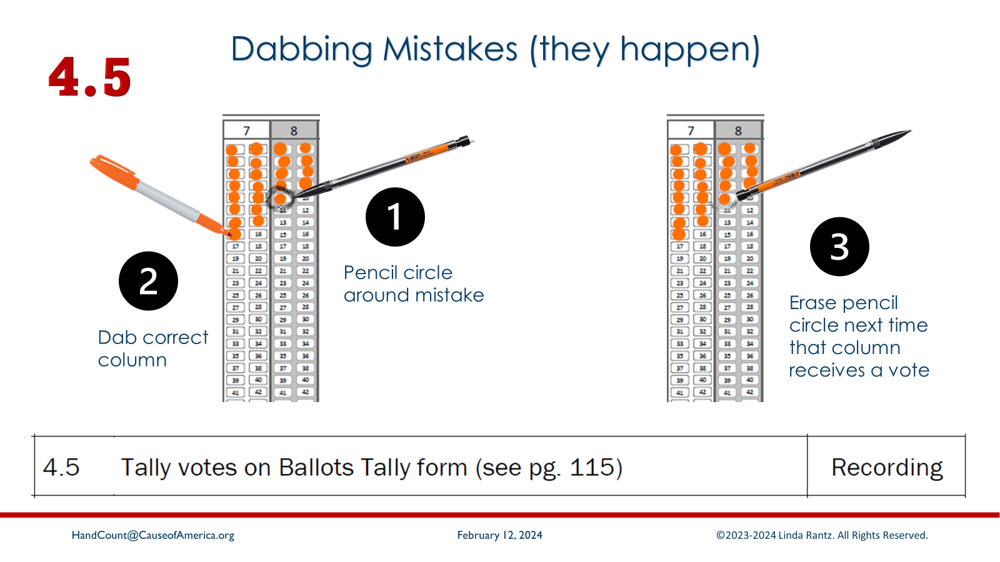 Dabbing Mistakes (they happen)
4.5
7 8
10
11 12
13 14
16 15 16
17 18 17 18
19 20 19 20
21 22 21 22
23 24 23 24
25 26 25 26
27 28 27 28
29 30 29 30
31 32 31 32
33 34 33 34
35 36 35 36
37 38 37 38
39 40 39 40
41 42 41 42
BIC
1
Pencil circle
around mistake
2
Dab correct
column
7 8
10
11 12
13 14
16 15 16
17 18 17 18
19 20 19 20
21 22 21 22
23 24 23 24
25 26 25 26
27 28 27 28
29 30 29 30
31 32 31 32
33 34 33 34
35 36 35 36
37 38 37 38
39 40 39 40
41 42 41 42
BIC
3
Erase pencil
circle next time
that column
receives a vote
4.5 Tally votes on Ballots Tally form (see pg. 115) Recording
HandCount@CauseofAmerica.org February 12, 2024 ©2023-2024 Linda Rantz. All Rights Reserved.